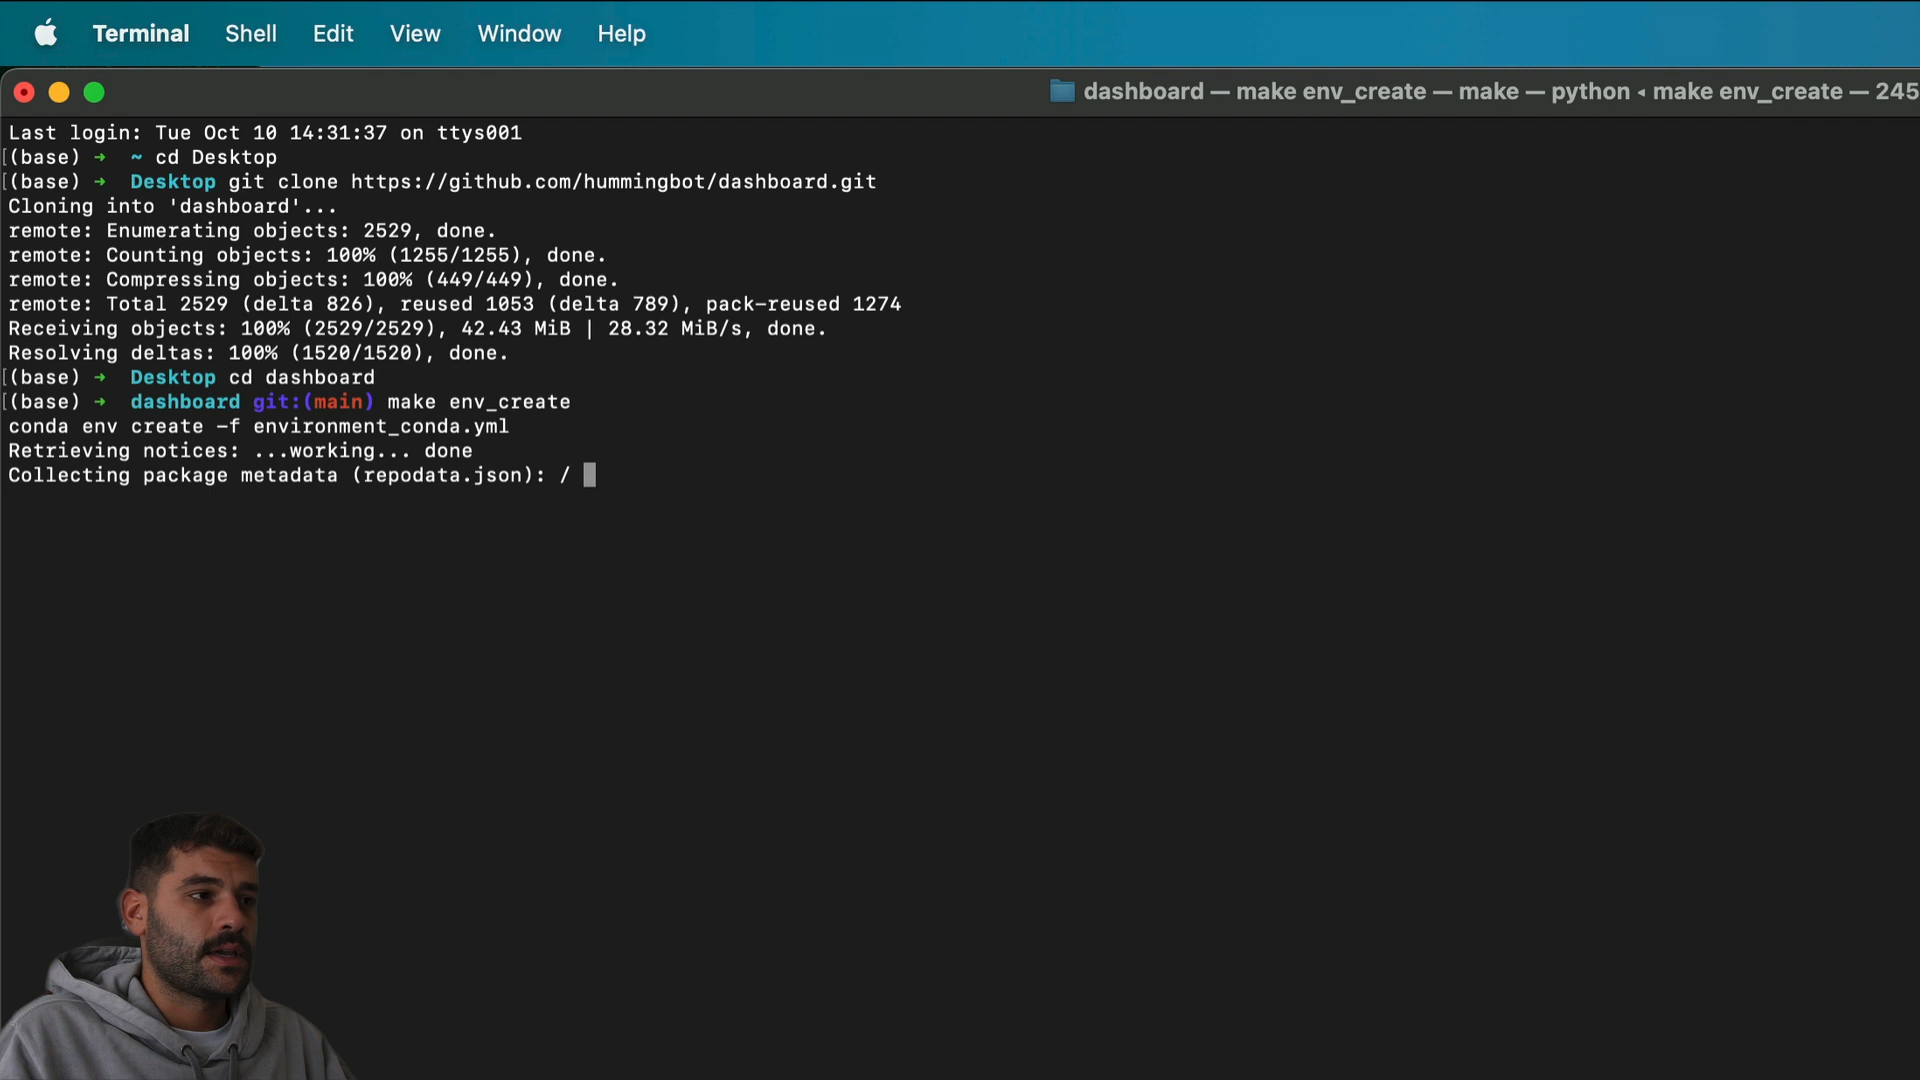 Terminal Shell Edit View Window Help
dashboard — make env_create — make — python ◂ make env_create — 245
Last login: Tue Oct 10 14:31:37 on ttys001
[(base) ➜  ~ cd Desktop
[(base) ➜  Desktop git clone https://github.com/hummingbot/dashboard.git
Cloning into 'dashboard'...
remote: Enumerating objects: 2529, done.
remote: Counting objects: 100% (1255/1255), done.
remote: Compressing objects: 100% (449/449), done.
remote: Total 2529 (delta 826), reused 1053 (delta 789), pack-reused 1274
Receiving objects: 100% (2529/2529), 42.43 MiB | 28.32 MiB/s, done.
Resolving deltas: 100% (1520/1520), done.
[(base) ➜  Desktop cd dashboard
[(base) ➜  dashboard git:(main) make env_create
conda env create -f environment_conda.yml
Retrieving notices: ...working... done
Collecting package metadata (repodata.json): /